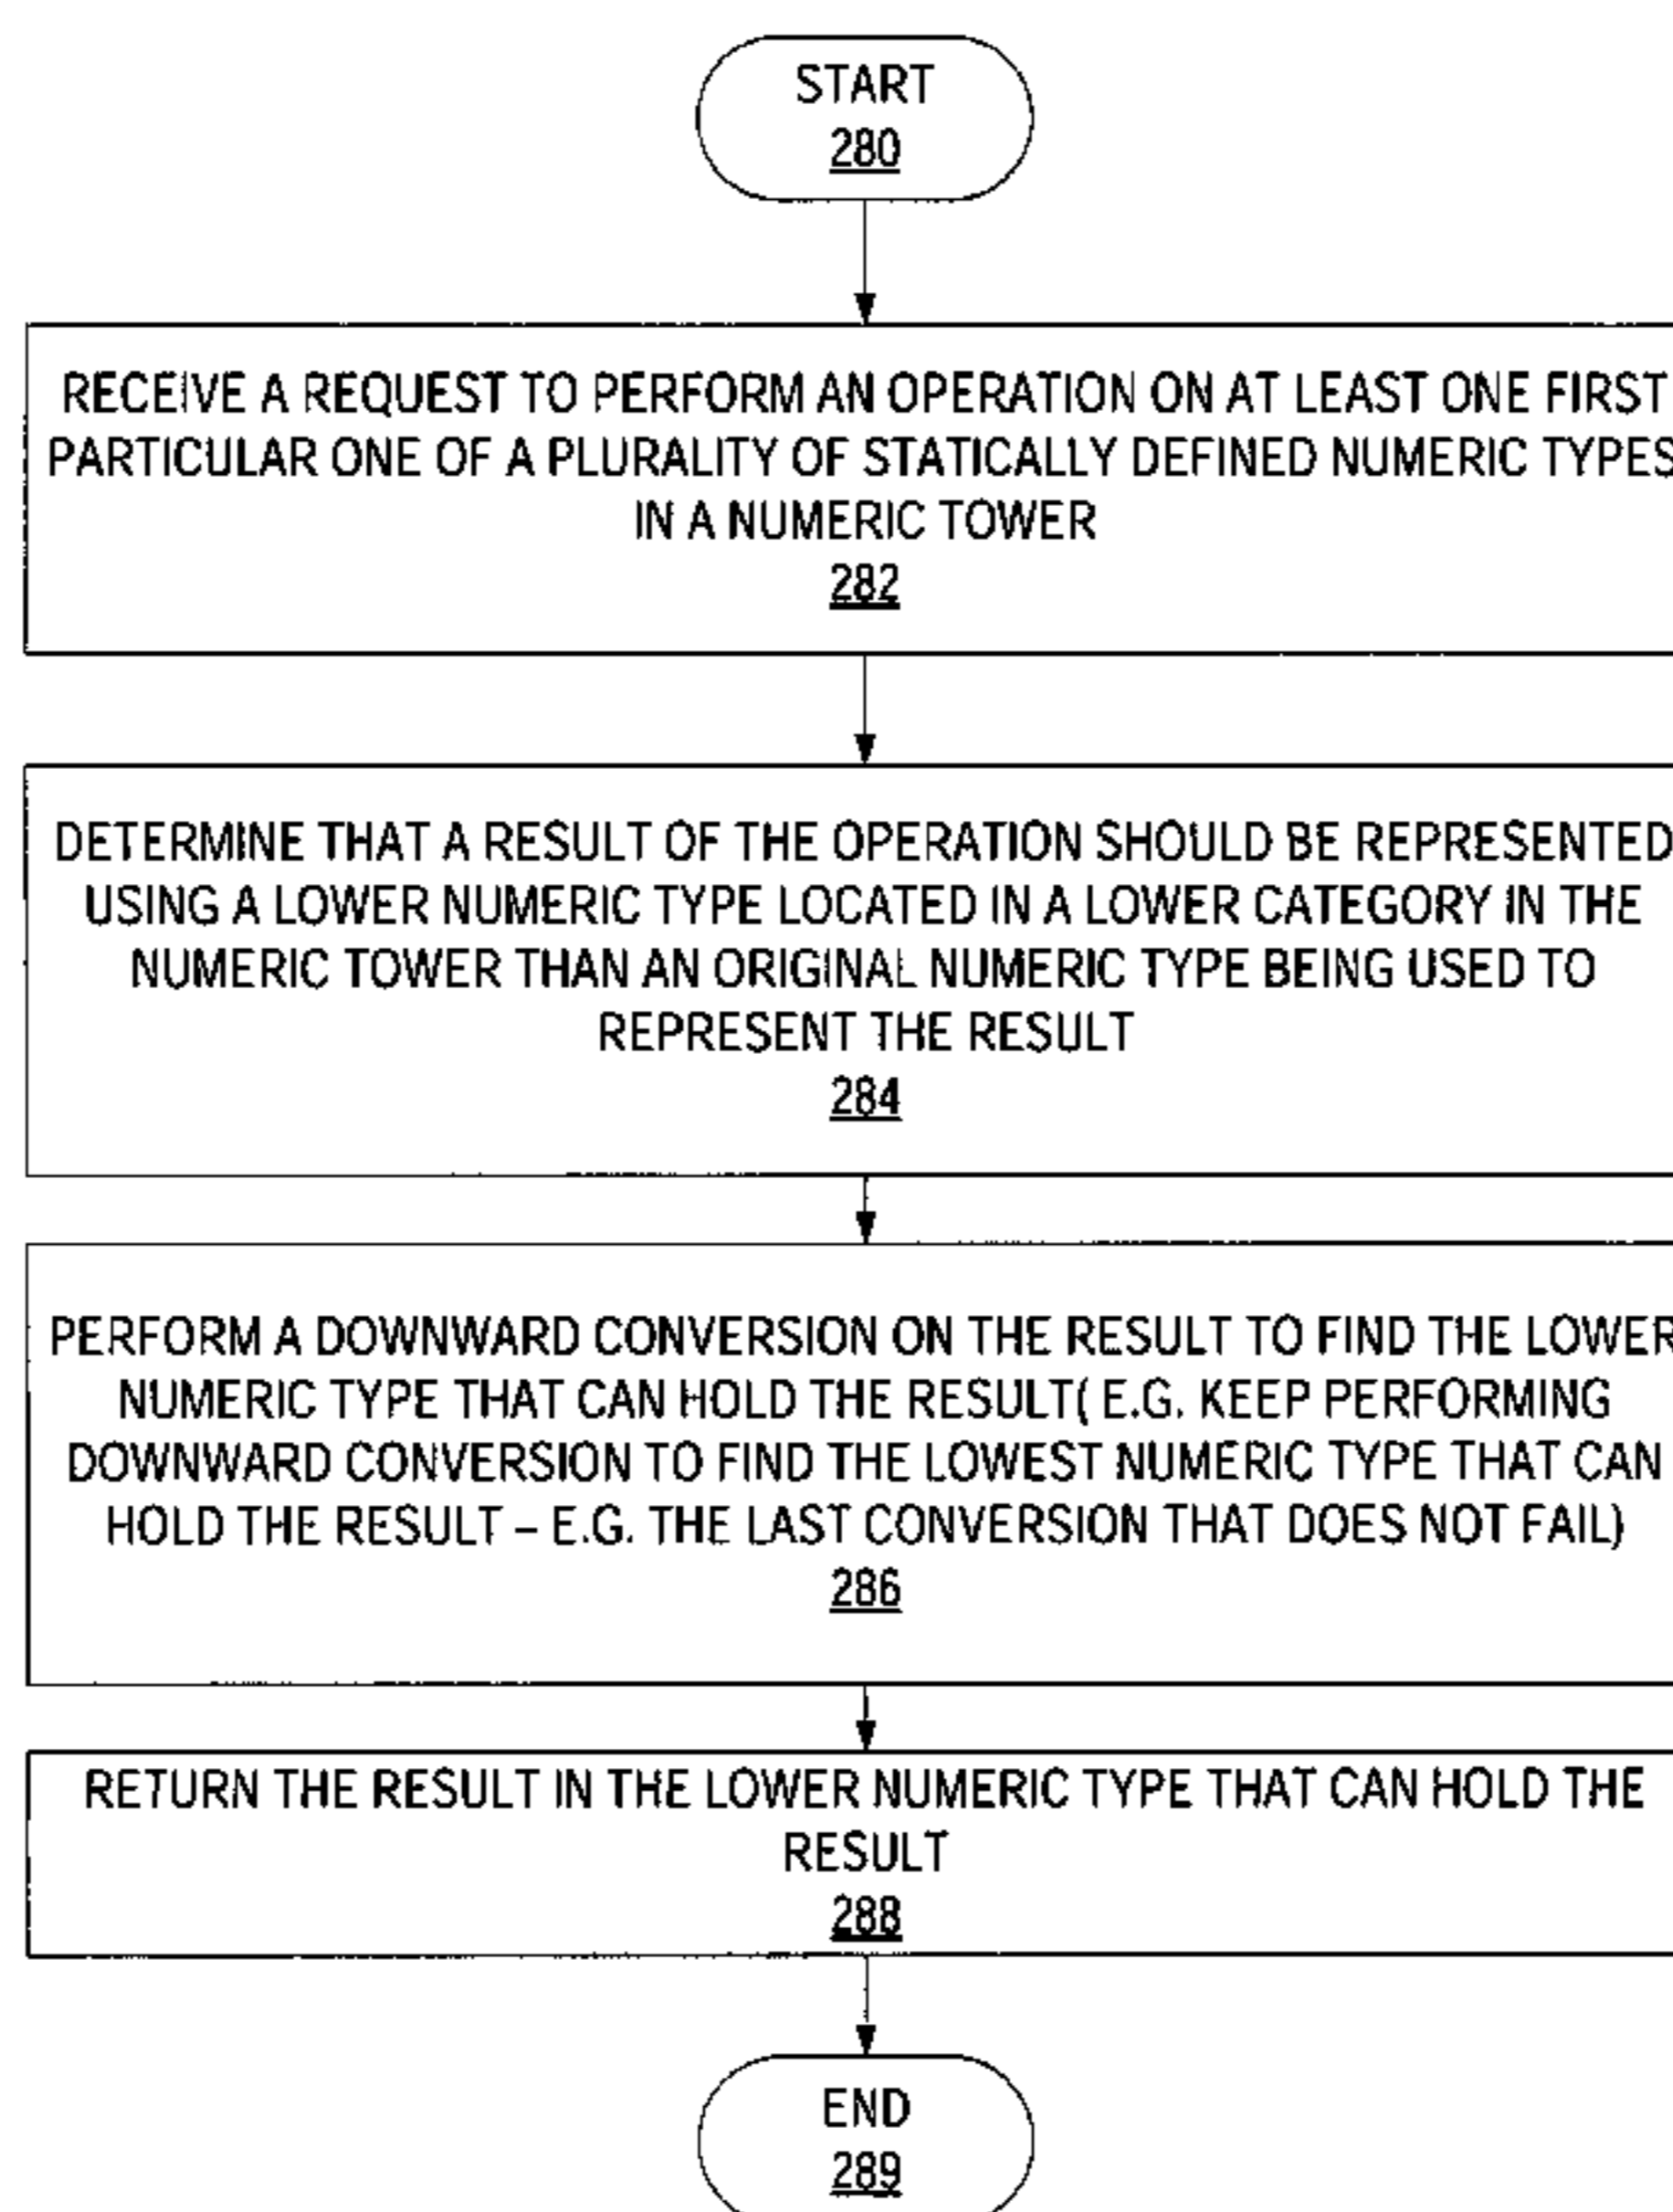 START
280
RECEIVE A REQUEST TO PERFORM AN OPERATION ON AT LEAST ONE FIRST
PARTICULAR ONE OF A PLURALITY OF STATICALLY DEFINED NUMERIC TYPES
IN A NUMERIC TOWER
282
DETERMINE THAT A RESULT OF THE OPERATION SHOULD BE REPRESENTED
USING A LOWER NUMERIC TYPE LOCATED IN A LOWER CATEGORY IN THE
NUMERIC TOWER THAN AN ORIGINAL NUMERIC TYPE BEING USED TO
REPRESENT THE RESULT
284
PERFORM A DOWNWARD CONVERSION ON THE RESULT TO FIND THE LOWER
NUMERIC TYPE THAT CAN HOLD THE RESULT( E.G. KEEP PERFORMING
DOWNWARD CONVERSION TO FIND THE LOWEST NUMERIC TYPE THAT CAN
HOLD THE RESULT – E.G. THE LAST CONVERSION THAT DOES NOT FAIL)
286
RETURN THE RESULT IN THE LOWER NUMERIC TYPE THAT CAN HOLD THE
RESULT
288
END
289